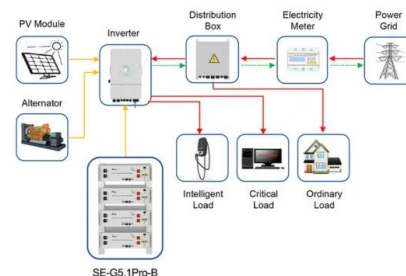 PV Module
Inverter
Distribution
Box
Electricity
Meter
Power
Grid
Alternator
Intelligent
Load
Critical
Load
Ordinary
Load
SE-G5.1Pro-B